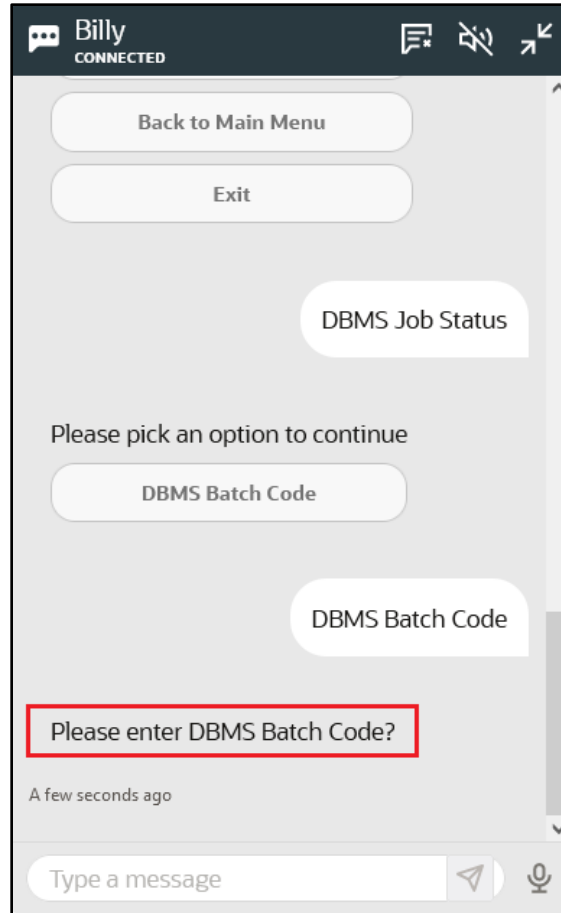 Billy
CONNECTED
Back to Main Menu
Exit
DBMS Job Status
Please pick an option to continue
DBMS Batch Code
DBMS Batch Code
Please enter DBMS Batch Code?
A few seconds ago
Type a message